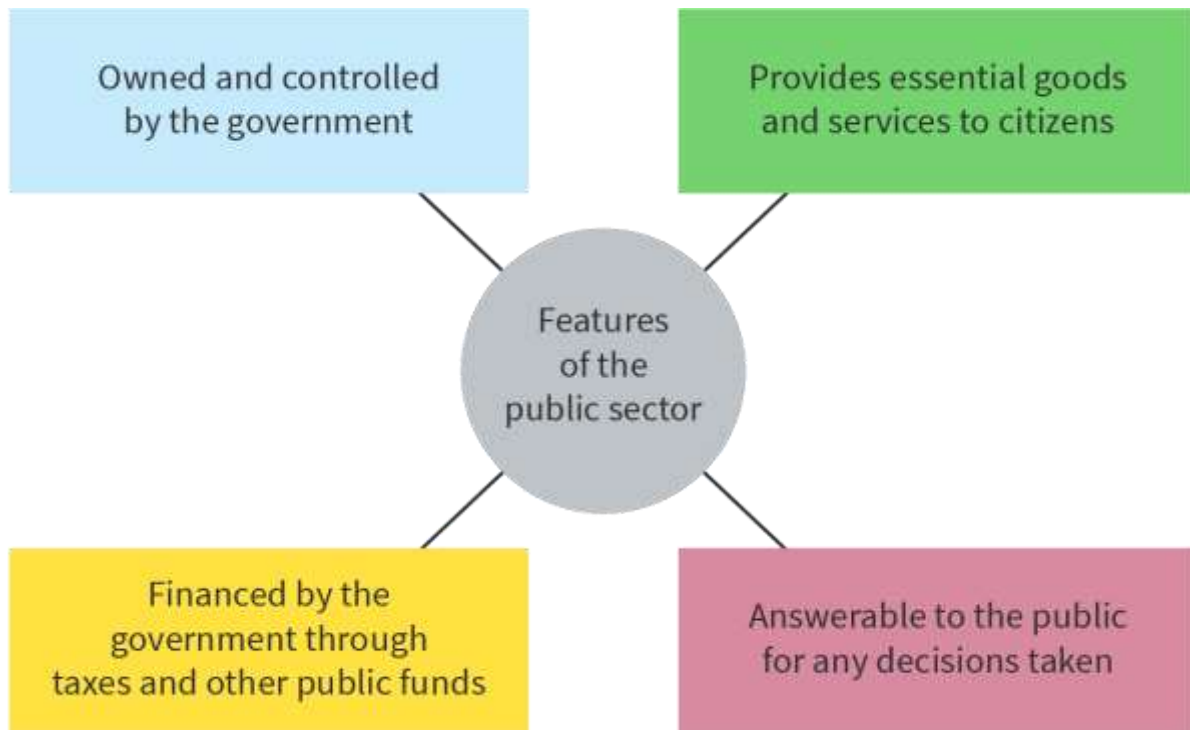 Owned and controlled
by the government
Provides essential goods
and services to citizens
Features
of the
public sector
Financed by the
government through
taxes and other public funds
Answerable to the public
for any decisions taken